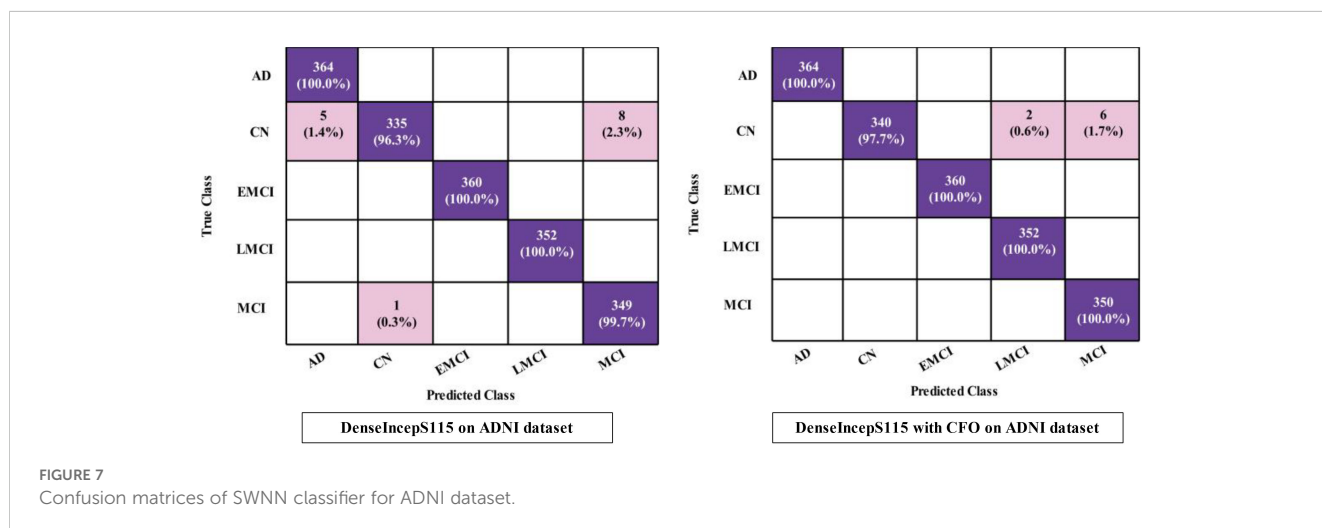 AD
364
(100.0%)
CN
5
(1.4%)
335
(96.3%)
8
(2.3%)
EMCI
360
(100.0%)
LMCI
352
(100.0%)
MCI
1
(0.3%)
349
(99.7%)
True Class
AD
CN
EMCI
LMCI
MCI
Predicted Class
DenseIncepS115 on ADNI dataset
AD
364
(100.0%)
CN
340
(97.7%)
2
(0.6%)
6
(1.7%)
EMCI
360
(100.0%)
LMCI
352
(100.0%)
MCI
350
(100.0%)
True Class
AD
CN
EMCI
LMCI
MCI
Predicted Class
DenseIncepS115 with CFO on ADNI dataset
FIGURE 7
Confusion matrices of SWNN classifier for ADNI dataset.